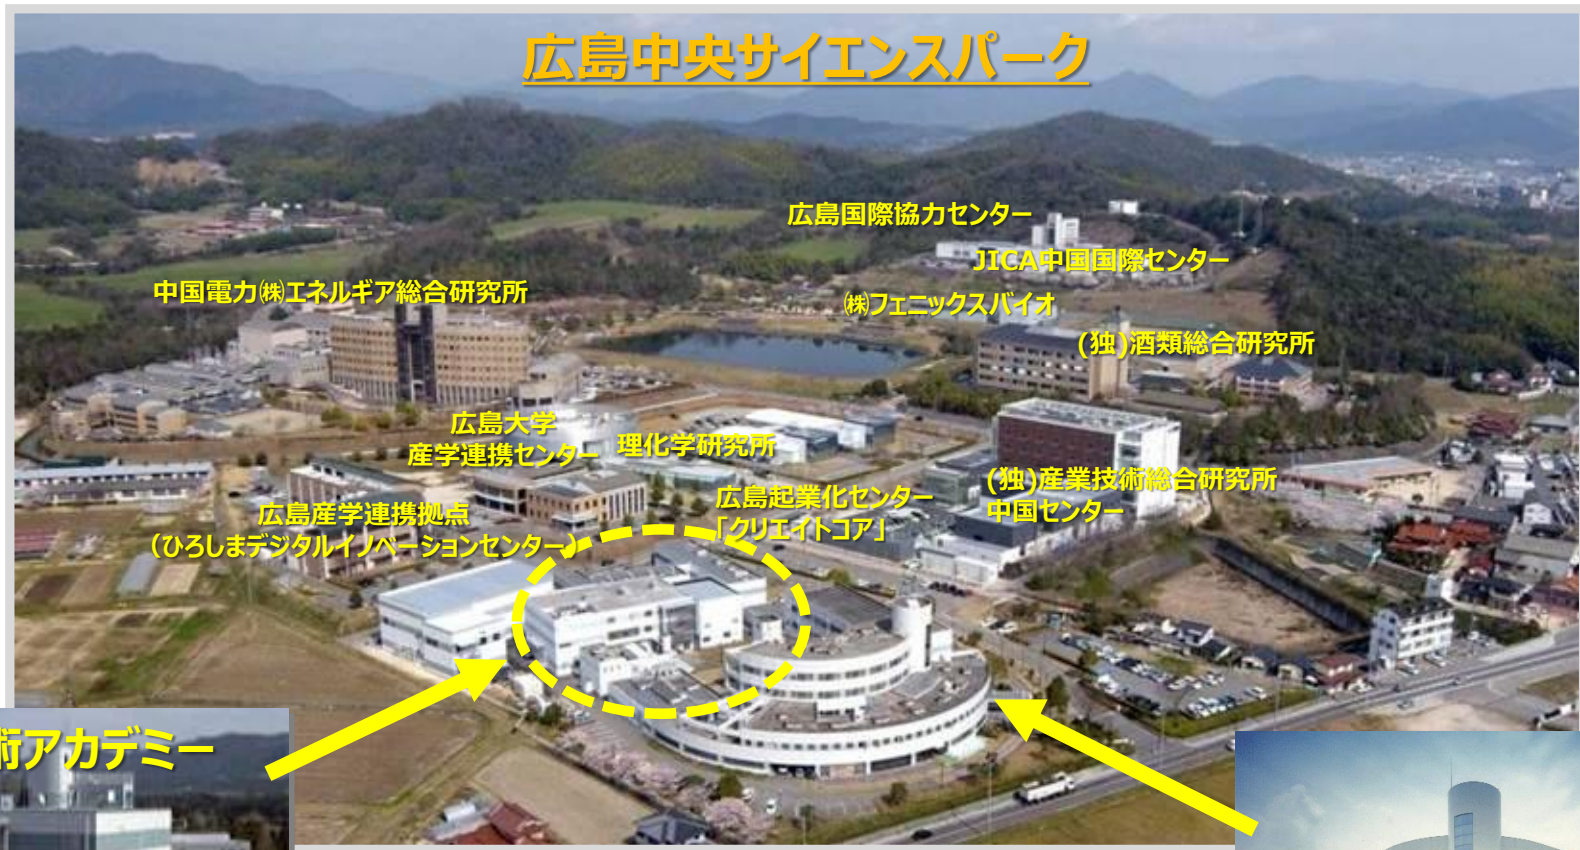 広島中央サイエンスパーク
広島国際協力センター
JICA中国国際センター
中国電力㈱エネルギア総合研究所
㈱フェニックスバイオ
(独)酒類総合研究所
広島大学
産学連携センター
理化学研究所
(独)産業技術総合研究所
中国センター
広島起業化センター
「クリエイトコア」
広島産学連携拠点
(ひろしまデジタルイノベーションセンター)
術アカデミー